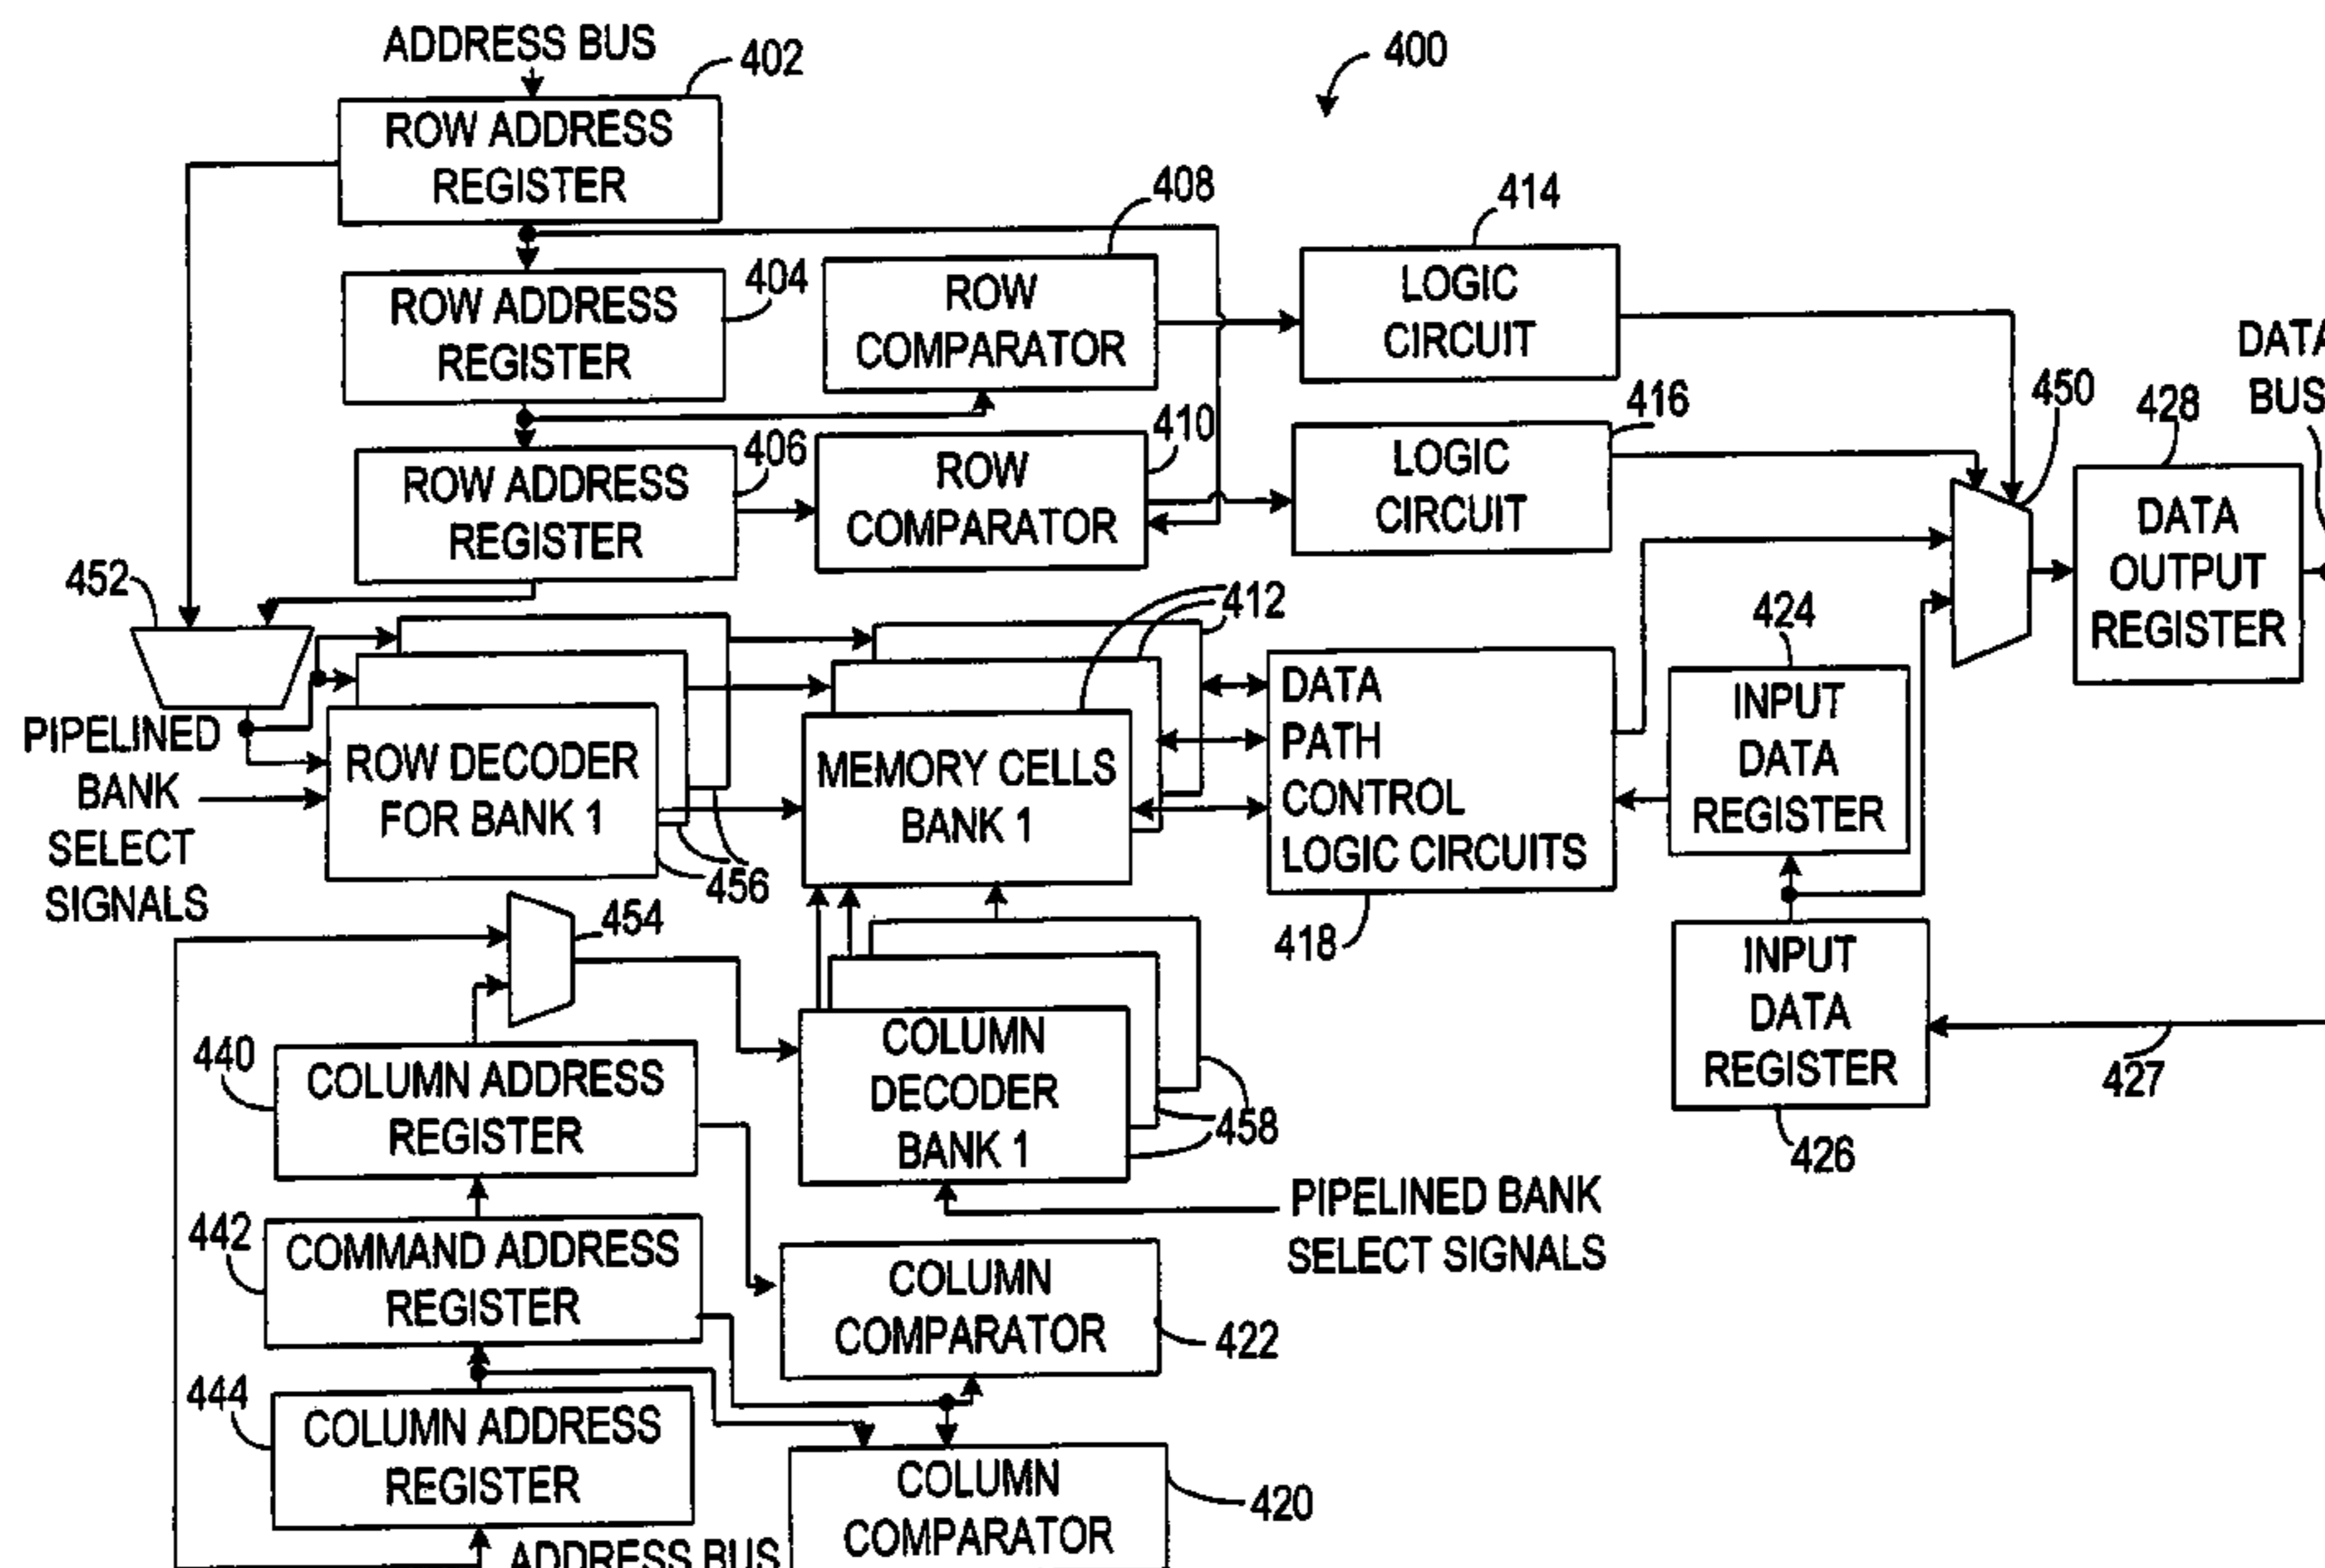 ADDRESS BUS
402
400
ROW ADDRESS
REGISTER
408
414
404
ROW ADDRESS
REGISTER
ROW
COMPARATOR
LOGIC
CIRCUIT
DATA
BUS
450
428
416
410
406
ROW ADDRESS
REGISTER
ROW
COMPARATOR
LOGIC
CIRCUIT
DATA
OUTPUT
REGISTER
452
412
424
PIPELINED
BANK
SELECT
SIGNALS
ROW DECODER
FOR BANK 1
456
MEMORY CELLS
BANK 1
DATA
PATH
CONTROL
LOGIC CIRCUITS
418
INPUT
DATA
REGISTER
454
INPUT
DATA
REGISTER
426
427
440
COLUMN ADDRESS
REGISTER
COLUMN
DECODER
BANK 1
458
PIPELINED BANK
SELECT SIGNALS
442
COMMAND ADDRESS
REGISTER
COLUMN
COMPARATOR
422
444
COLUMN ADDRESS
REGISTER
COLUMN
COMPARATOR
420
ADDRESS BUS